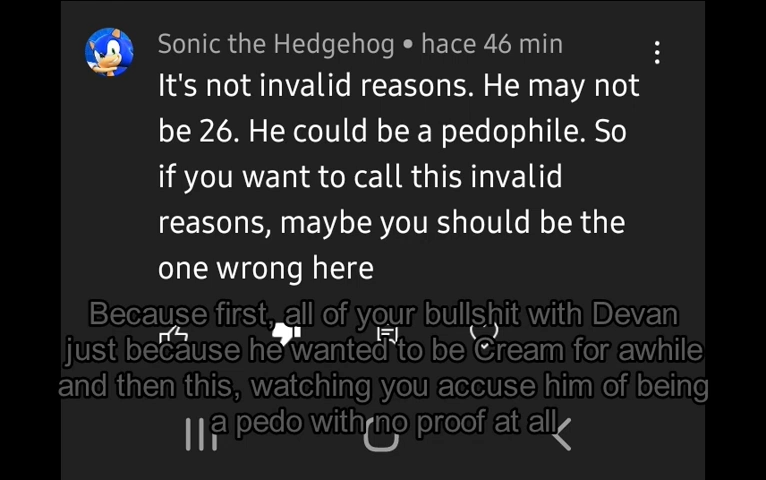 Sonic the Hedgehog • hace 46 min
It's not invalid reasons. He may not
be 26. He could be a pedophile. So
if you want to call this invalid
reasons, maybe you should be the
one wrong here
Because first, all of your bullshit with Devan
just because he wanted to be Cream for awhile
and then this, watching you accuse him of being
a pedo with no proof at all